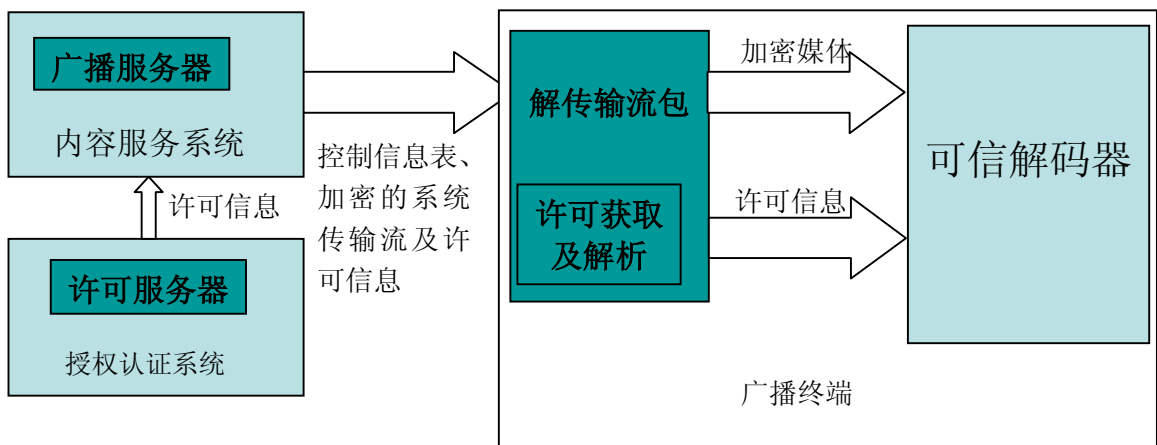 广播服务器
内容服务系统
许可信息
许可服务器
授权认证系统
控制信息表、
加密的系统
传输流及许
可信息
解传输流包
许可获取
及解析
加密媒体
许可信息
可信解码器
广播终端